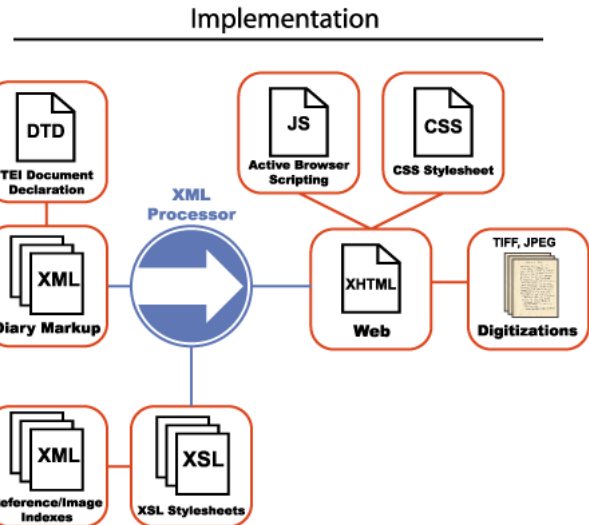 Implementation
DTD
TEI Document
Declaration
JS
Active Browser
Scripting
CSS
CSS Stylesheet
XML
Processor
XML
Diary Markup
XHTML
Web
TIFF, JPEG
Digitizations
XML
eference/Image
Indexes
XSL
XSL Stylesheets